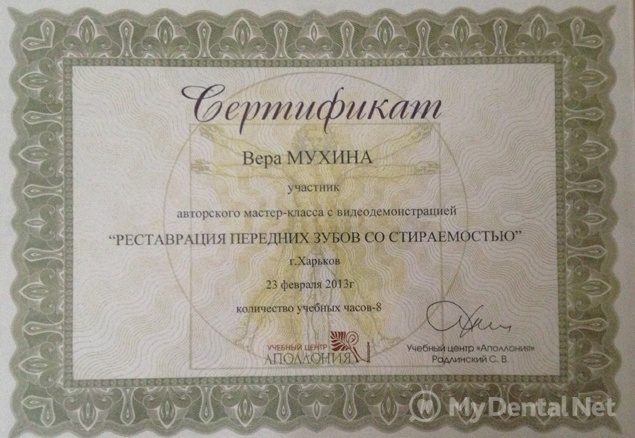 Сертификат
Вера МУХИНА
участник
авторского мастер-класса с видеодемонстрацией
“РЕСТАВРАЦИЯ ПЕРЕДНИХ ЗУБОВ СО СТИРАЕМОСТЬЮ”
г.Харьков
23 февраля 2013г
количество учебных часов-8
УЧЕБНЫЙ ЦЕНТР
АПОЛЛОНИЯ
Учебный центр «Аполлония»
Радлинский С. В.
MyDentalNet